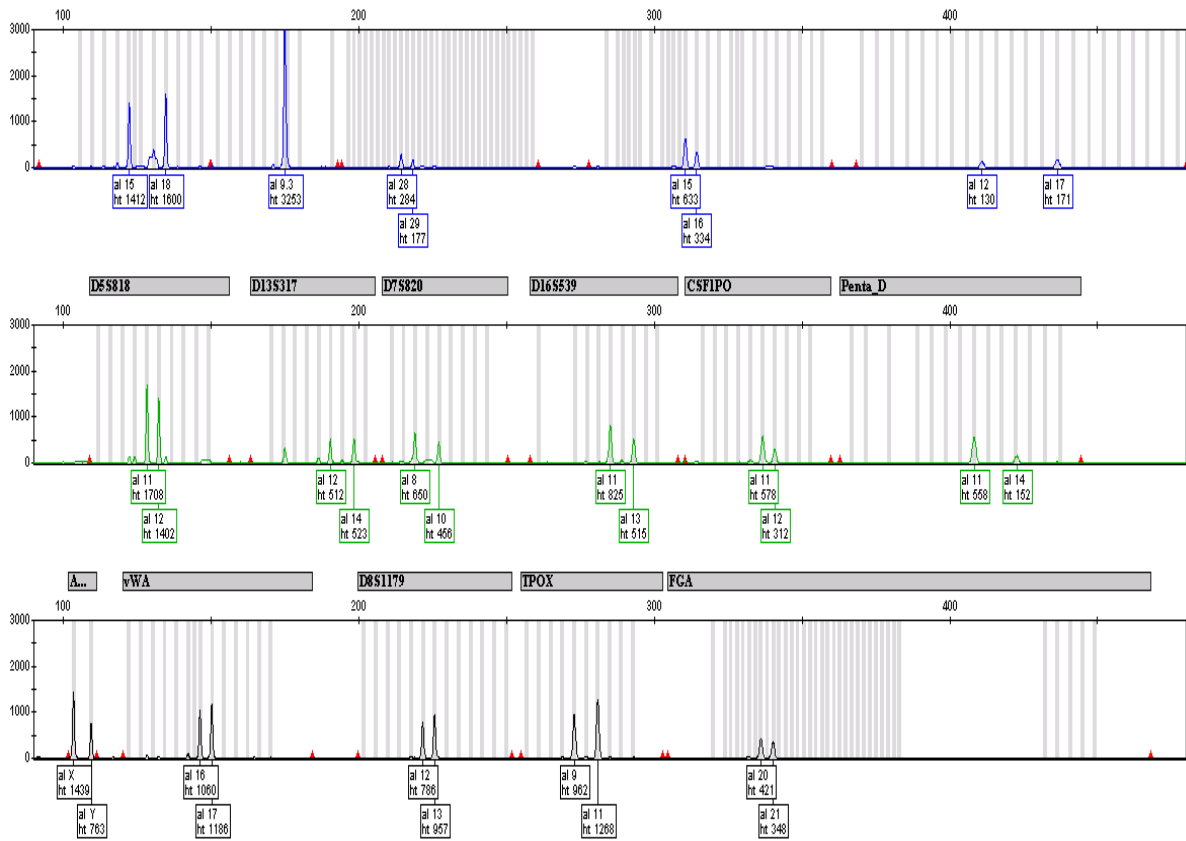 100 200 300 400
3000
2000
1000
0
al 15
ht 1412
al 18
ht 1600
al 9.3
ht 3253
al 28
ht 284
al 29
ht 177
al 15
ht 633
al 16
ht 334
al 12
ht 130
al 17
ht 171
D5S818 D13S317 D7S820 D16S539 CSF1PO Penta_D
100 200 300 400
3000
2000
1000
0
al 11
ht 1708
al 12
ht 1402
al 12
ht 512
al 14
ht 523
al 8
ht 650
al 10
ht 456
al 11
ht 825
al 13
ht 515
al 11
ht 578
al 12
ht 312
al 11
ht 558
al 14
ht 152
A... vWA D8S1179 TPOX FGA
100 200 300 400
3000
2000
1000
0
al X
ht 1439
al Y
ht 763
al 16
ht 1060
al 17
ht 1186
al 12
ht 786
al 13
ht 957
al 9
ht 962
al 11
ht 1268
al 20
ht 421
al 21
ht 348